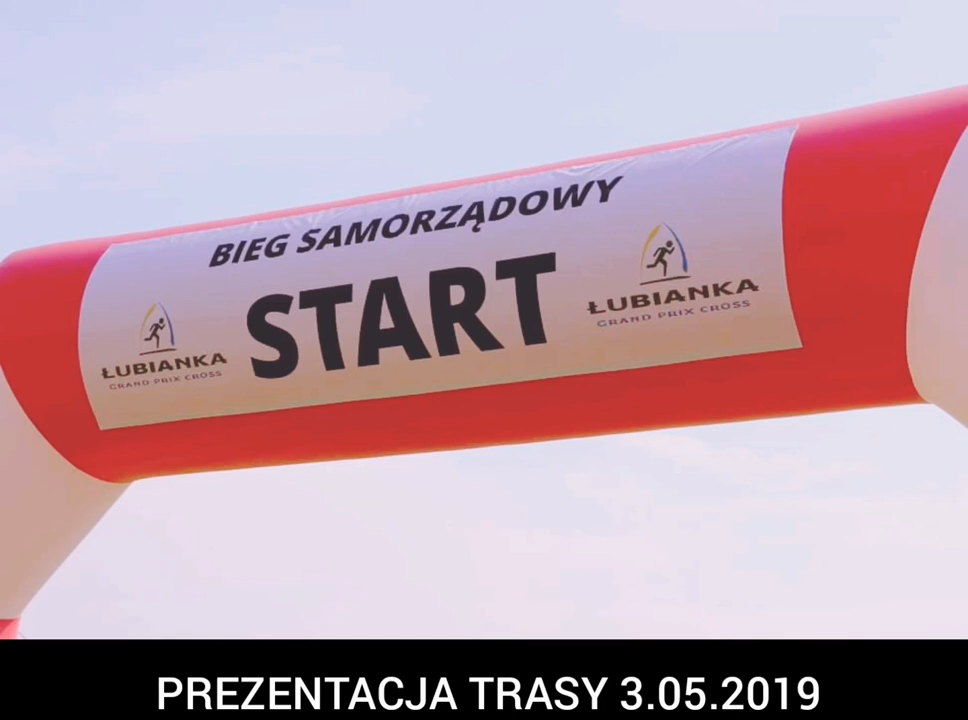 BIEG SAMORZĄDOWY
START
ŁUBIANKA
GRAND PRIX CROSS
ŁUBIANKA
GRAND PRIX CROSS
PREZENTACJA TRASY 3.05.2019